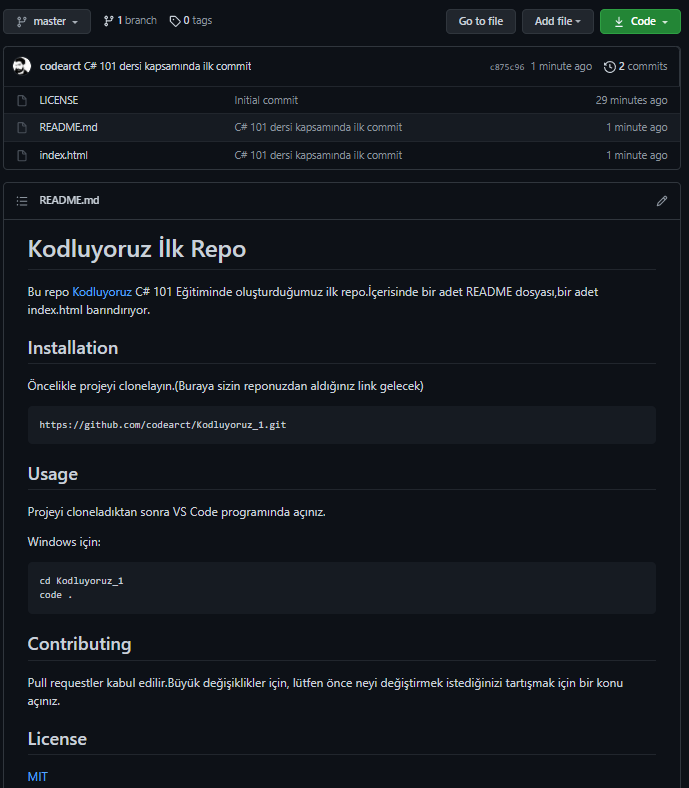 master 1 branch 0 tags Go to file Add file Code
codearct C# 101 dersi kapsamında ilk commit c875c96 1 minute ago 2 commits
LICENSE Initial commit 29 minutes ago
README.md C# 101 dersi kapsamında ilk commit 1 minute ago
index.html C# 101 dersi kapsamında ilk commit 1 minute ago
README.md
Kodluyoruz İlk Repo
Bu repo Kodluyoruz C# 101 Eğitiminde oluşturduğumuz ilk repo.İçerisinde bir adet README dosyası,bir adet
index.html barındırıyor.
Installation
Öncelikle projeyi clonelayın.(Buraya sizin reponuzdan aldığınız link gelecek)
https://github.com/codearct/Kodluyoruz_1.git
Usage
Projeyi cloneladıktan sonra VS Code programında açınız.
Windows için:
cd Kodluyoruz_1
code .
Contributing
Pull requestler kabul edilir.Büyük değişiklikler için, lütfen önce neyi değiştirmek istediğinizi tartışmak için bir konu
açınız.
License
MIT